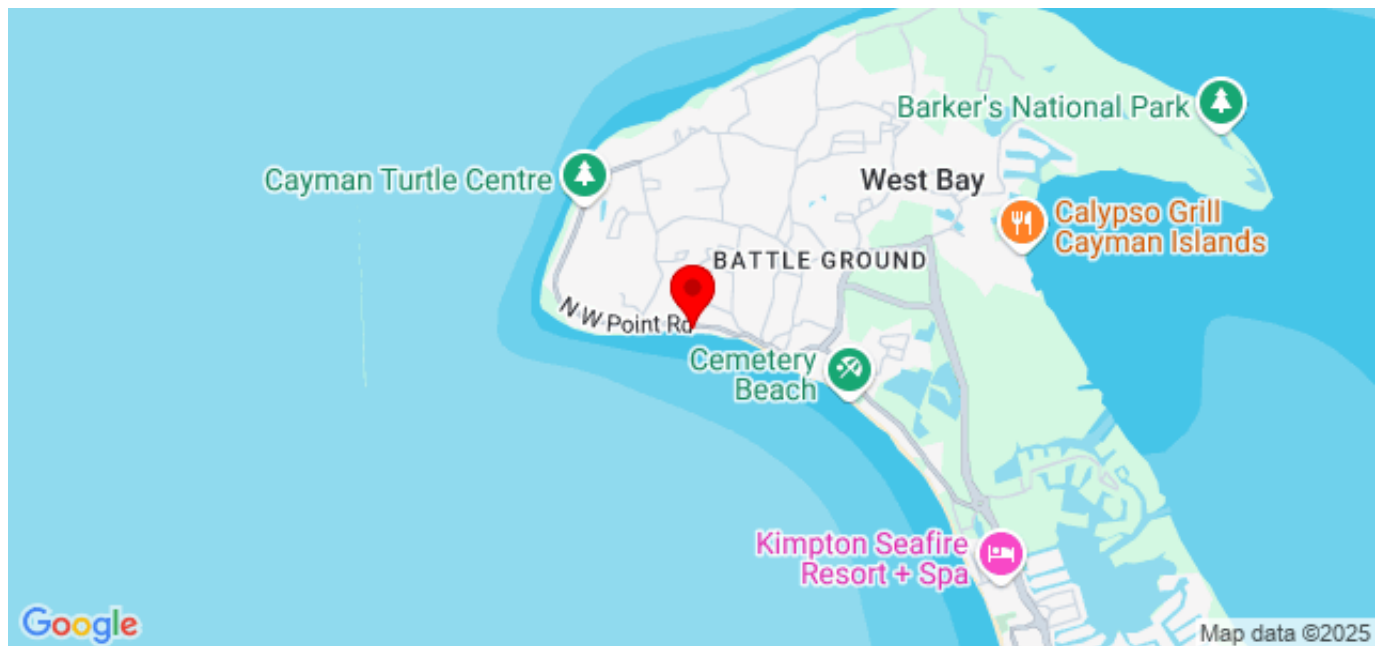 Barker's National Park
Cayman Turtle Centre
West Bay
Calypso Grill
Cayman Islands
BATTLE GROUND
N W Point Rd
Cemetery
Beach
Kimpton Seafire
Resort + Spa
Google
Map data ©2025